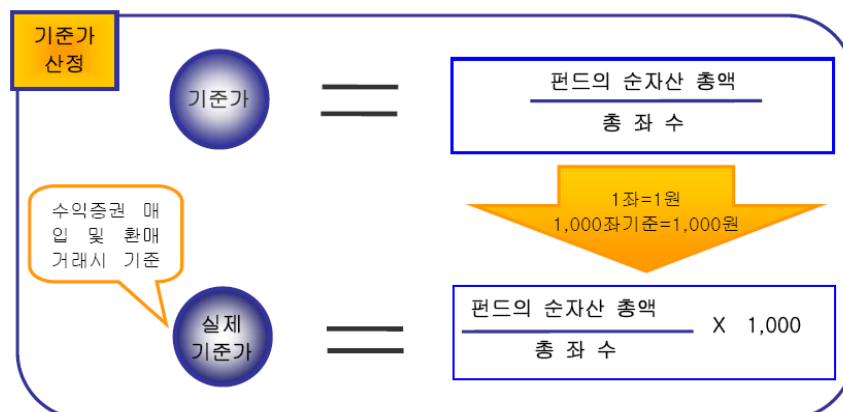 기준가
산정
기준가
펀드의 순자산 총액
총 좌 수
1좌=1원
1,000좌기준=1,000원
수익증권 매
입 및 환매
거래시 기준
실제
기준가
펀드의 순자산 총액
X 1,000
총 좌 수